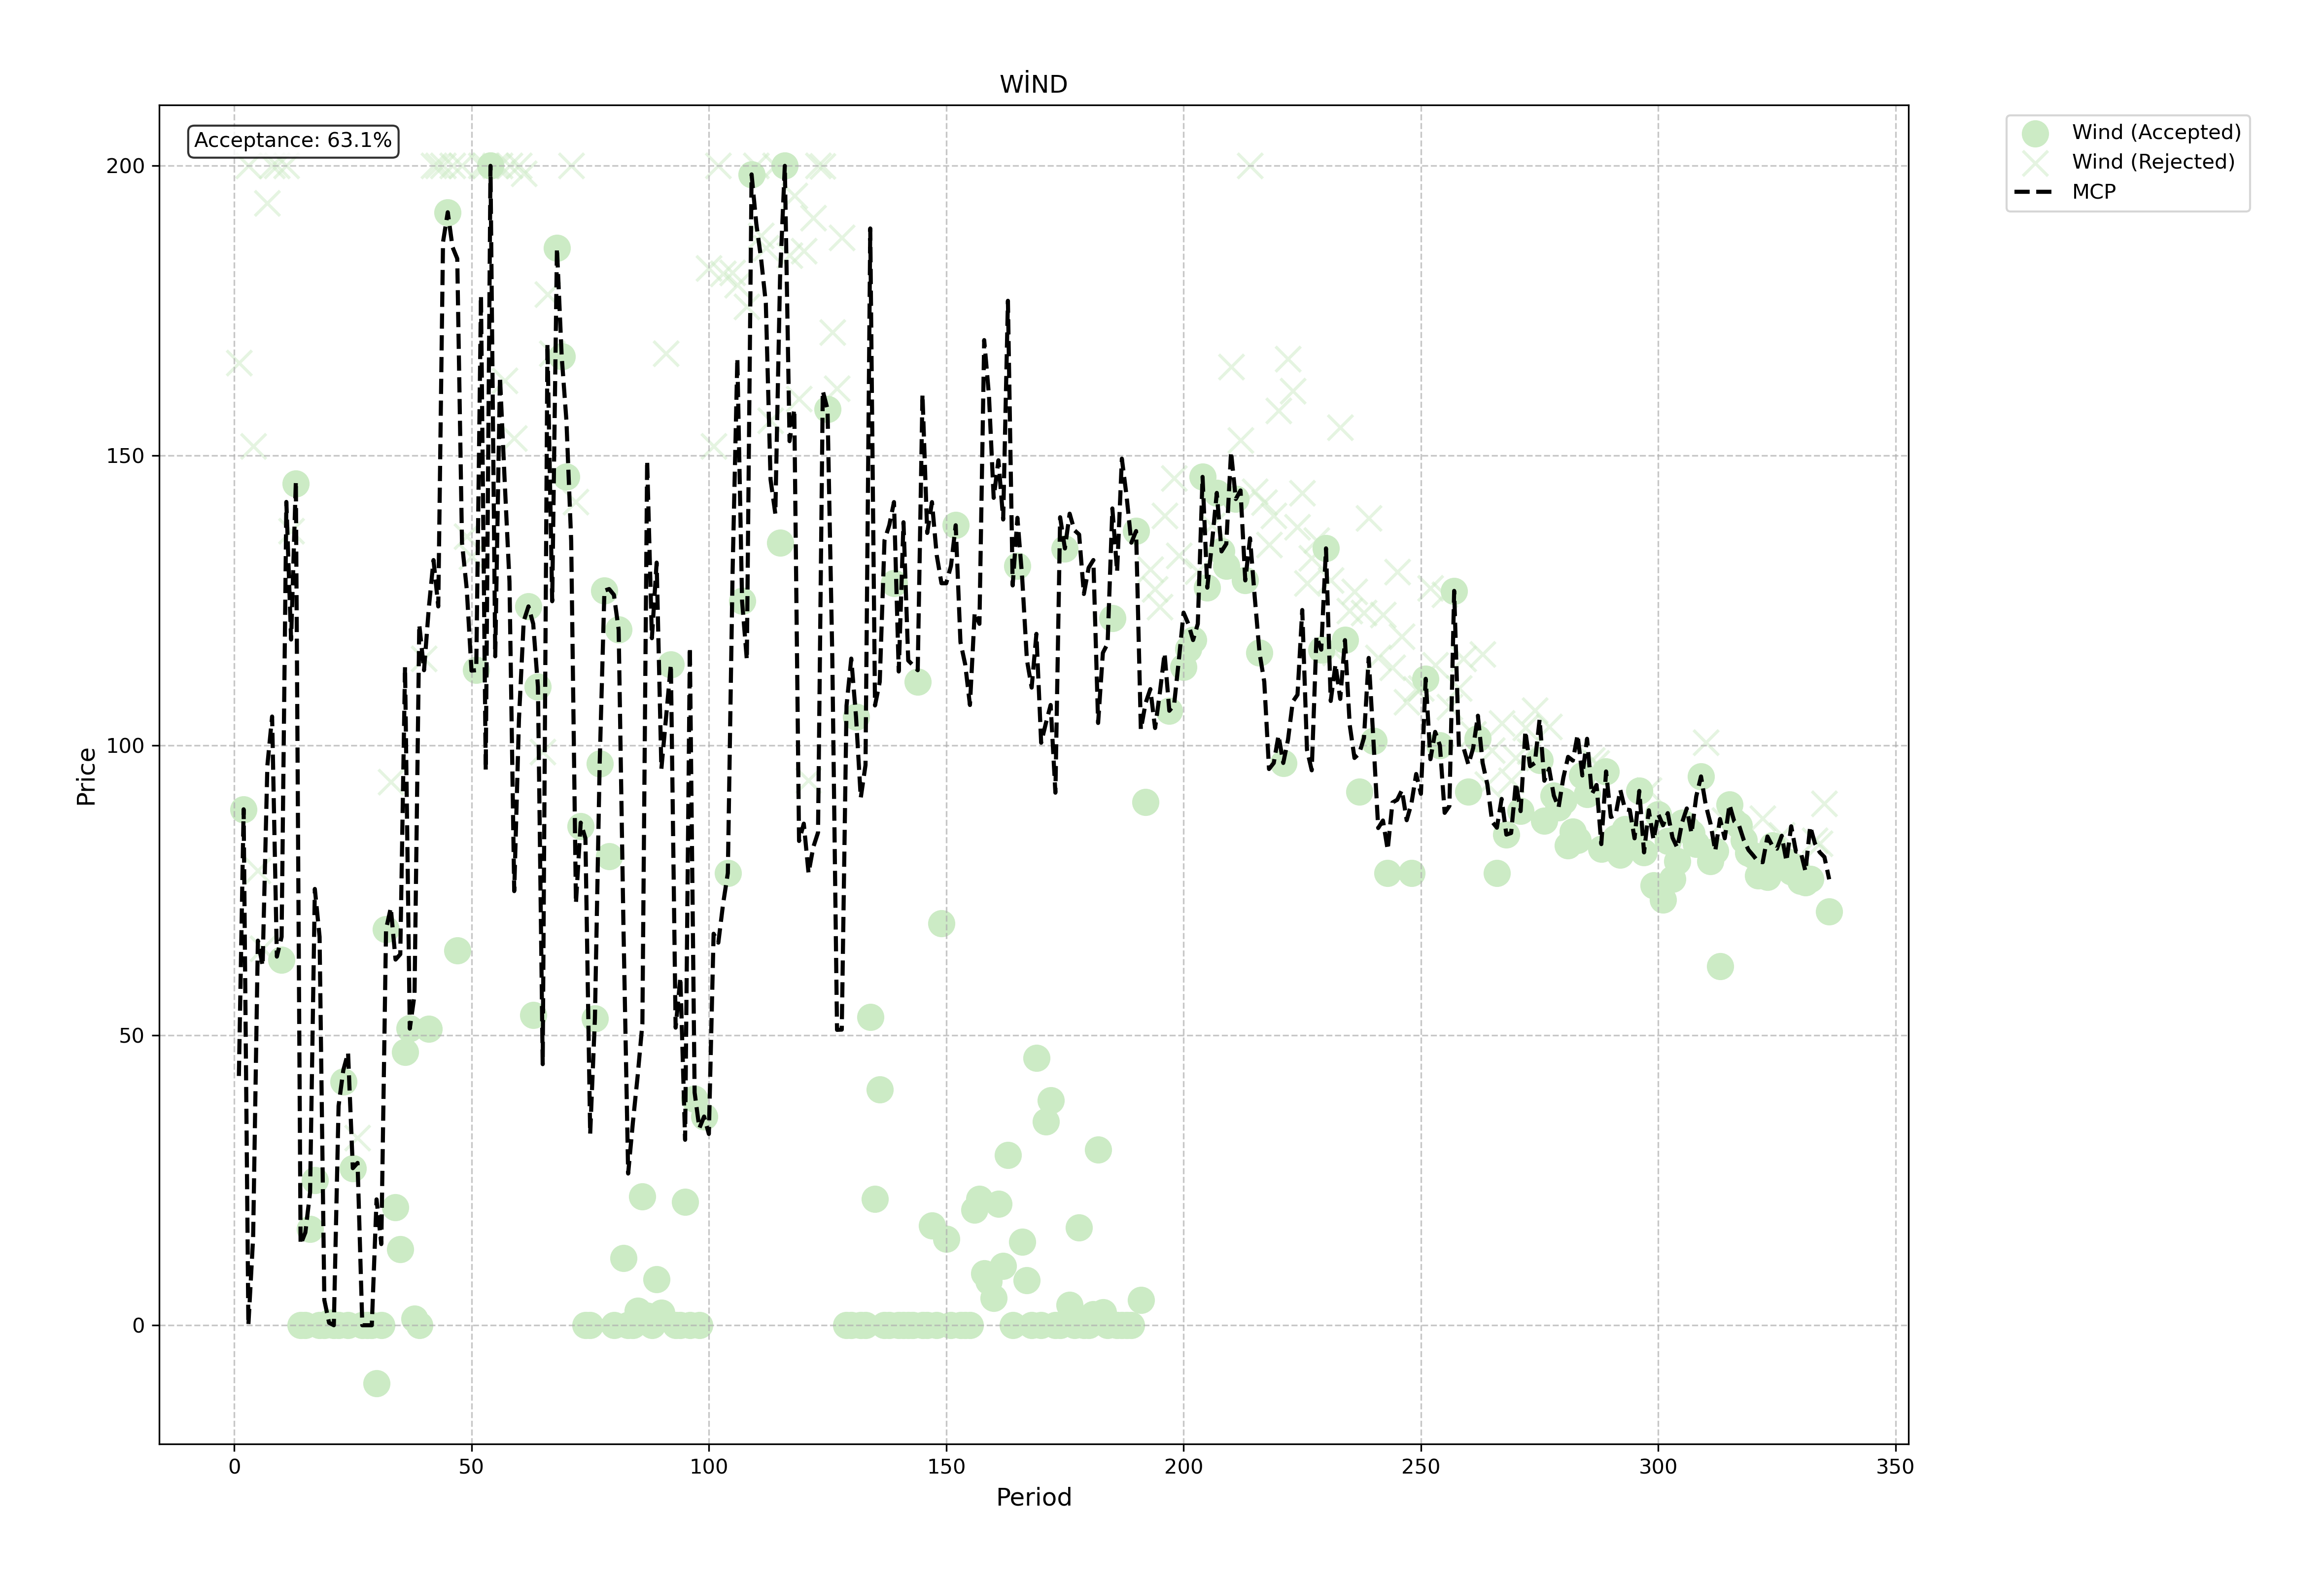 WİND
Acceptance: 63.1%
Wind (Accepted)
Wind (Rejected)
MCP
Price
200
150
100
50
0
0 50 100 150 200 250 300 350
Period